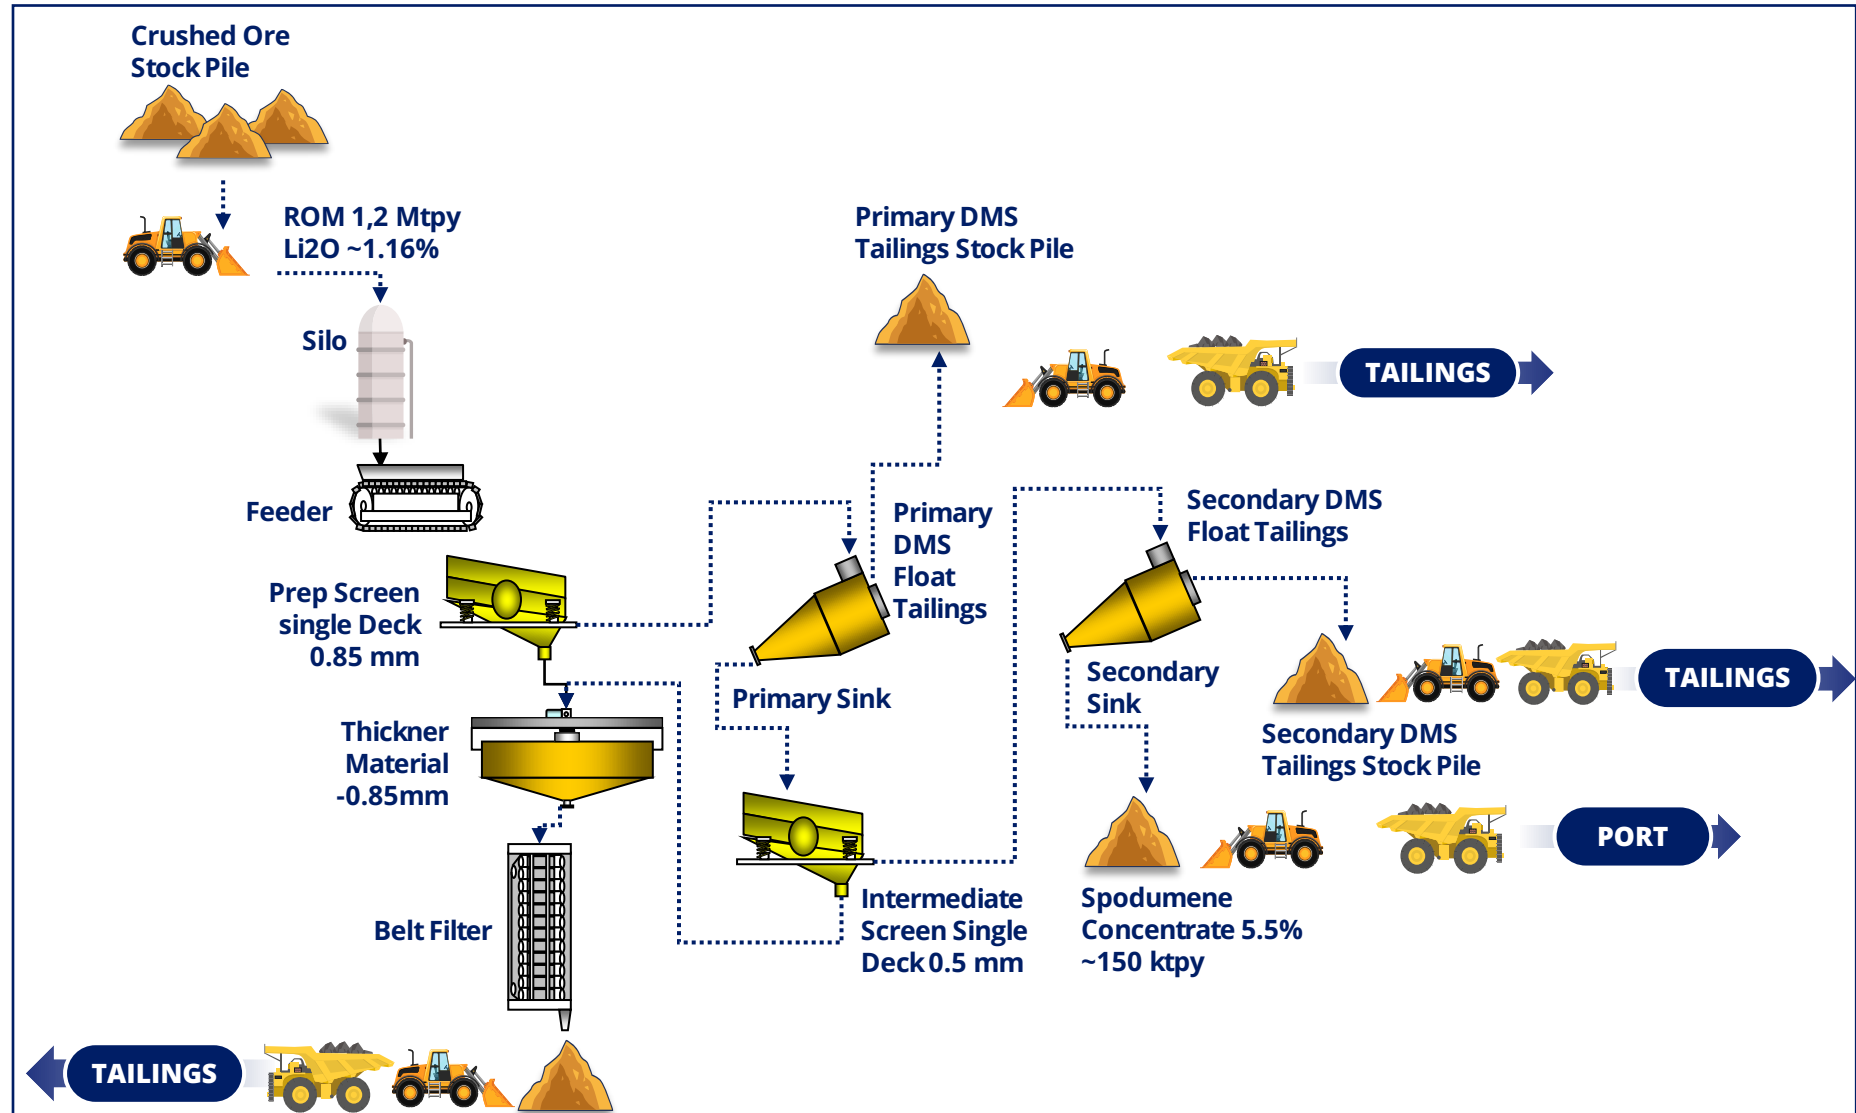 Crushed Ore
Stock Pile
ROM 1,2 Mtpy
Li2O ~1.16%
Silo
Feeder
Prep Screen
single Deck
0.85 mm
Thickner
Material
-0.85mm
Belt Filter
TAILINGS
Primary DMS
Tailings Stock Pile
TAILINGS
Primary
DMS
Float
Tailings
Primary Sink
Intermediate
Screen Single
Deck 0.5 mm
Secondary DMS
Float Tailings
Secondary
Sink
Secondary DMS
Tailings Stock Pile
TAILINGS
Spodumene
Concentrate 5.5%
~150 ktpy
PORT